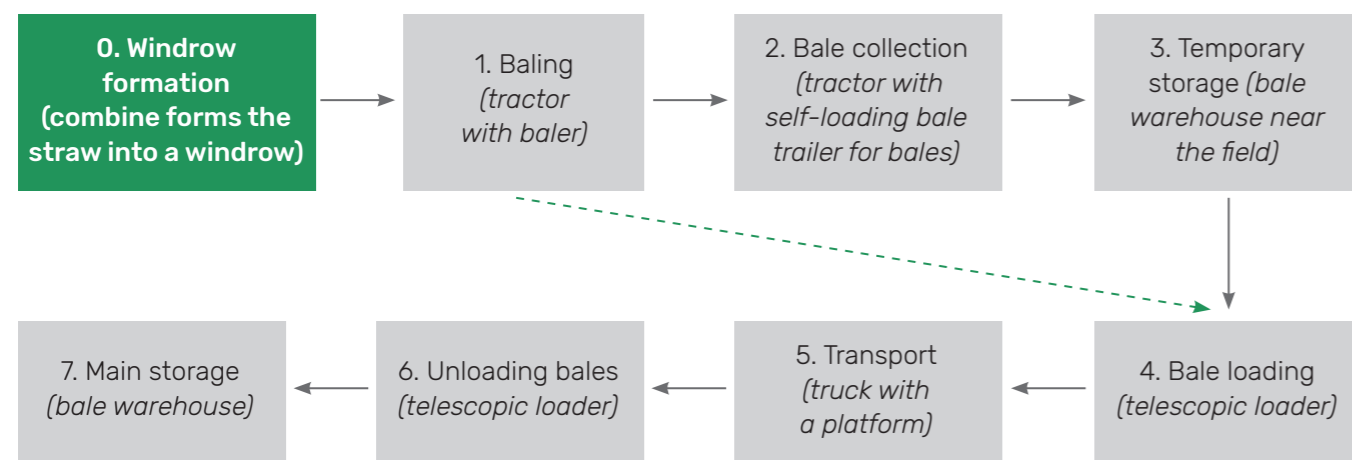 0. Windrow
formation
(combine forms the
straw into a windrow)
1. Baling
(tractor
with baler)
2. Bale collection
(tractor with
self-loading bale
trailer for bales)
3. Temporary
storage (bale
warehouse near
the field)
7. Main storage
(bale warehouse)
6. Unloading bales
(telescopic loader)
5. Transport
(truck with
a platform)
4. Bale loading
(telescopic loader)